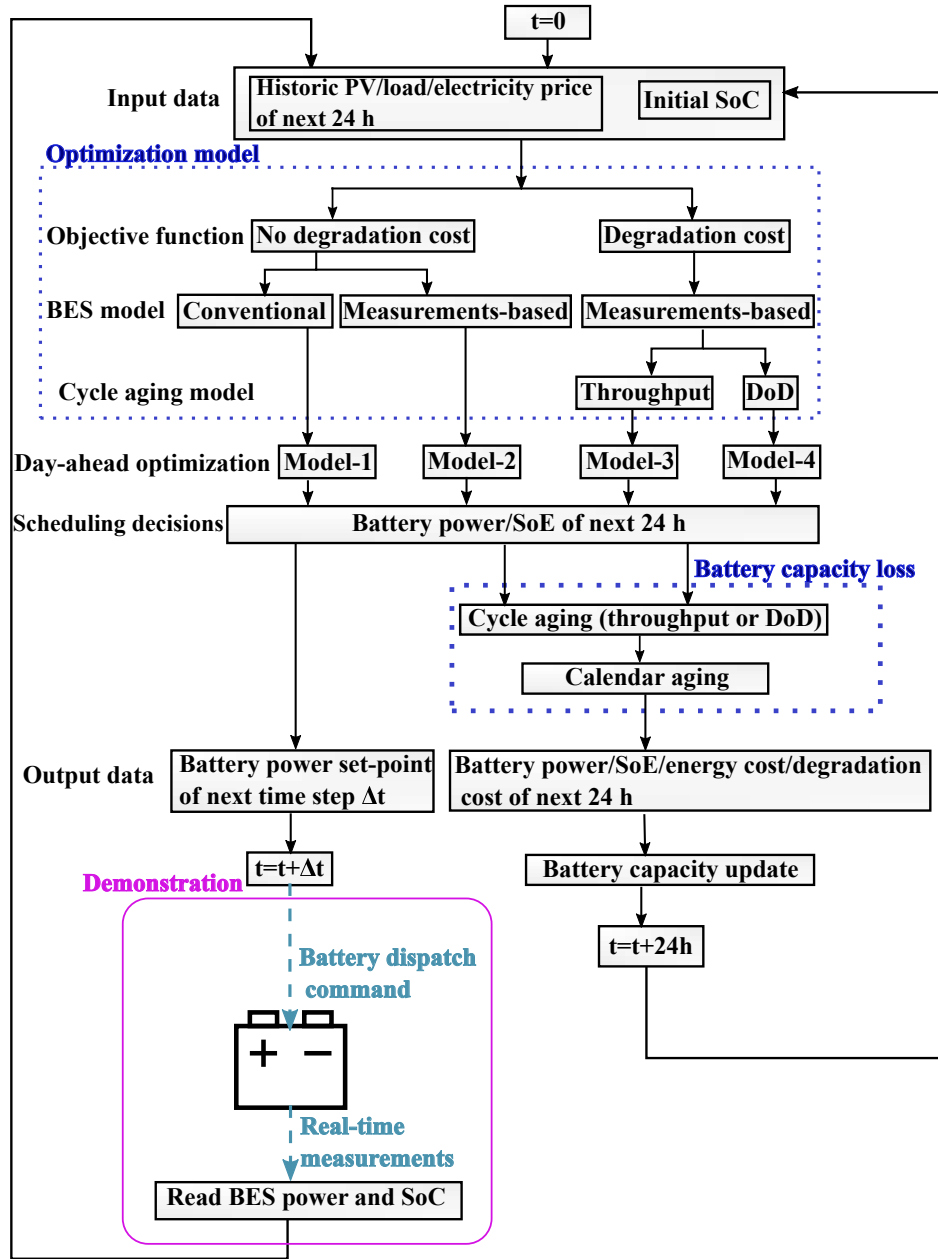 t=0
Input data
Historic PV/load/electricity price
of next 24 h
Initial SoC
Optimization model
Objective function
No degradation cost
Degradation cost
BES model
Conventional
Measurements-based
Measurements-based
Cycle aging model
Throughput
DoD
Day-ahead optimization
Model-1
Model-2
Model-3
Model-4
Scheduling decisions
Battery power/SoE of next 24 h
Battery capacity loss
Cycle aging (throughput or DoD)
Calendar aging
Output data
Battery power set-point
of next time step Δt
Battery power/SoE/energy cost/degradation
cost of next 24 h
t=t+Δt
Battery capacity update
Demonstration
t=t+24h
Battery dispatch
command
+ −
Real-time
measurements
Read BES power and SoC